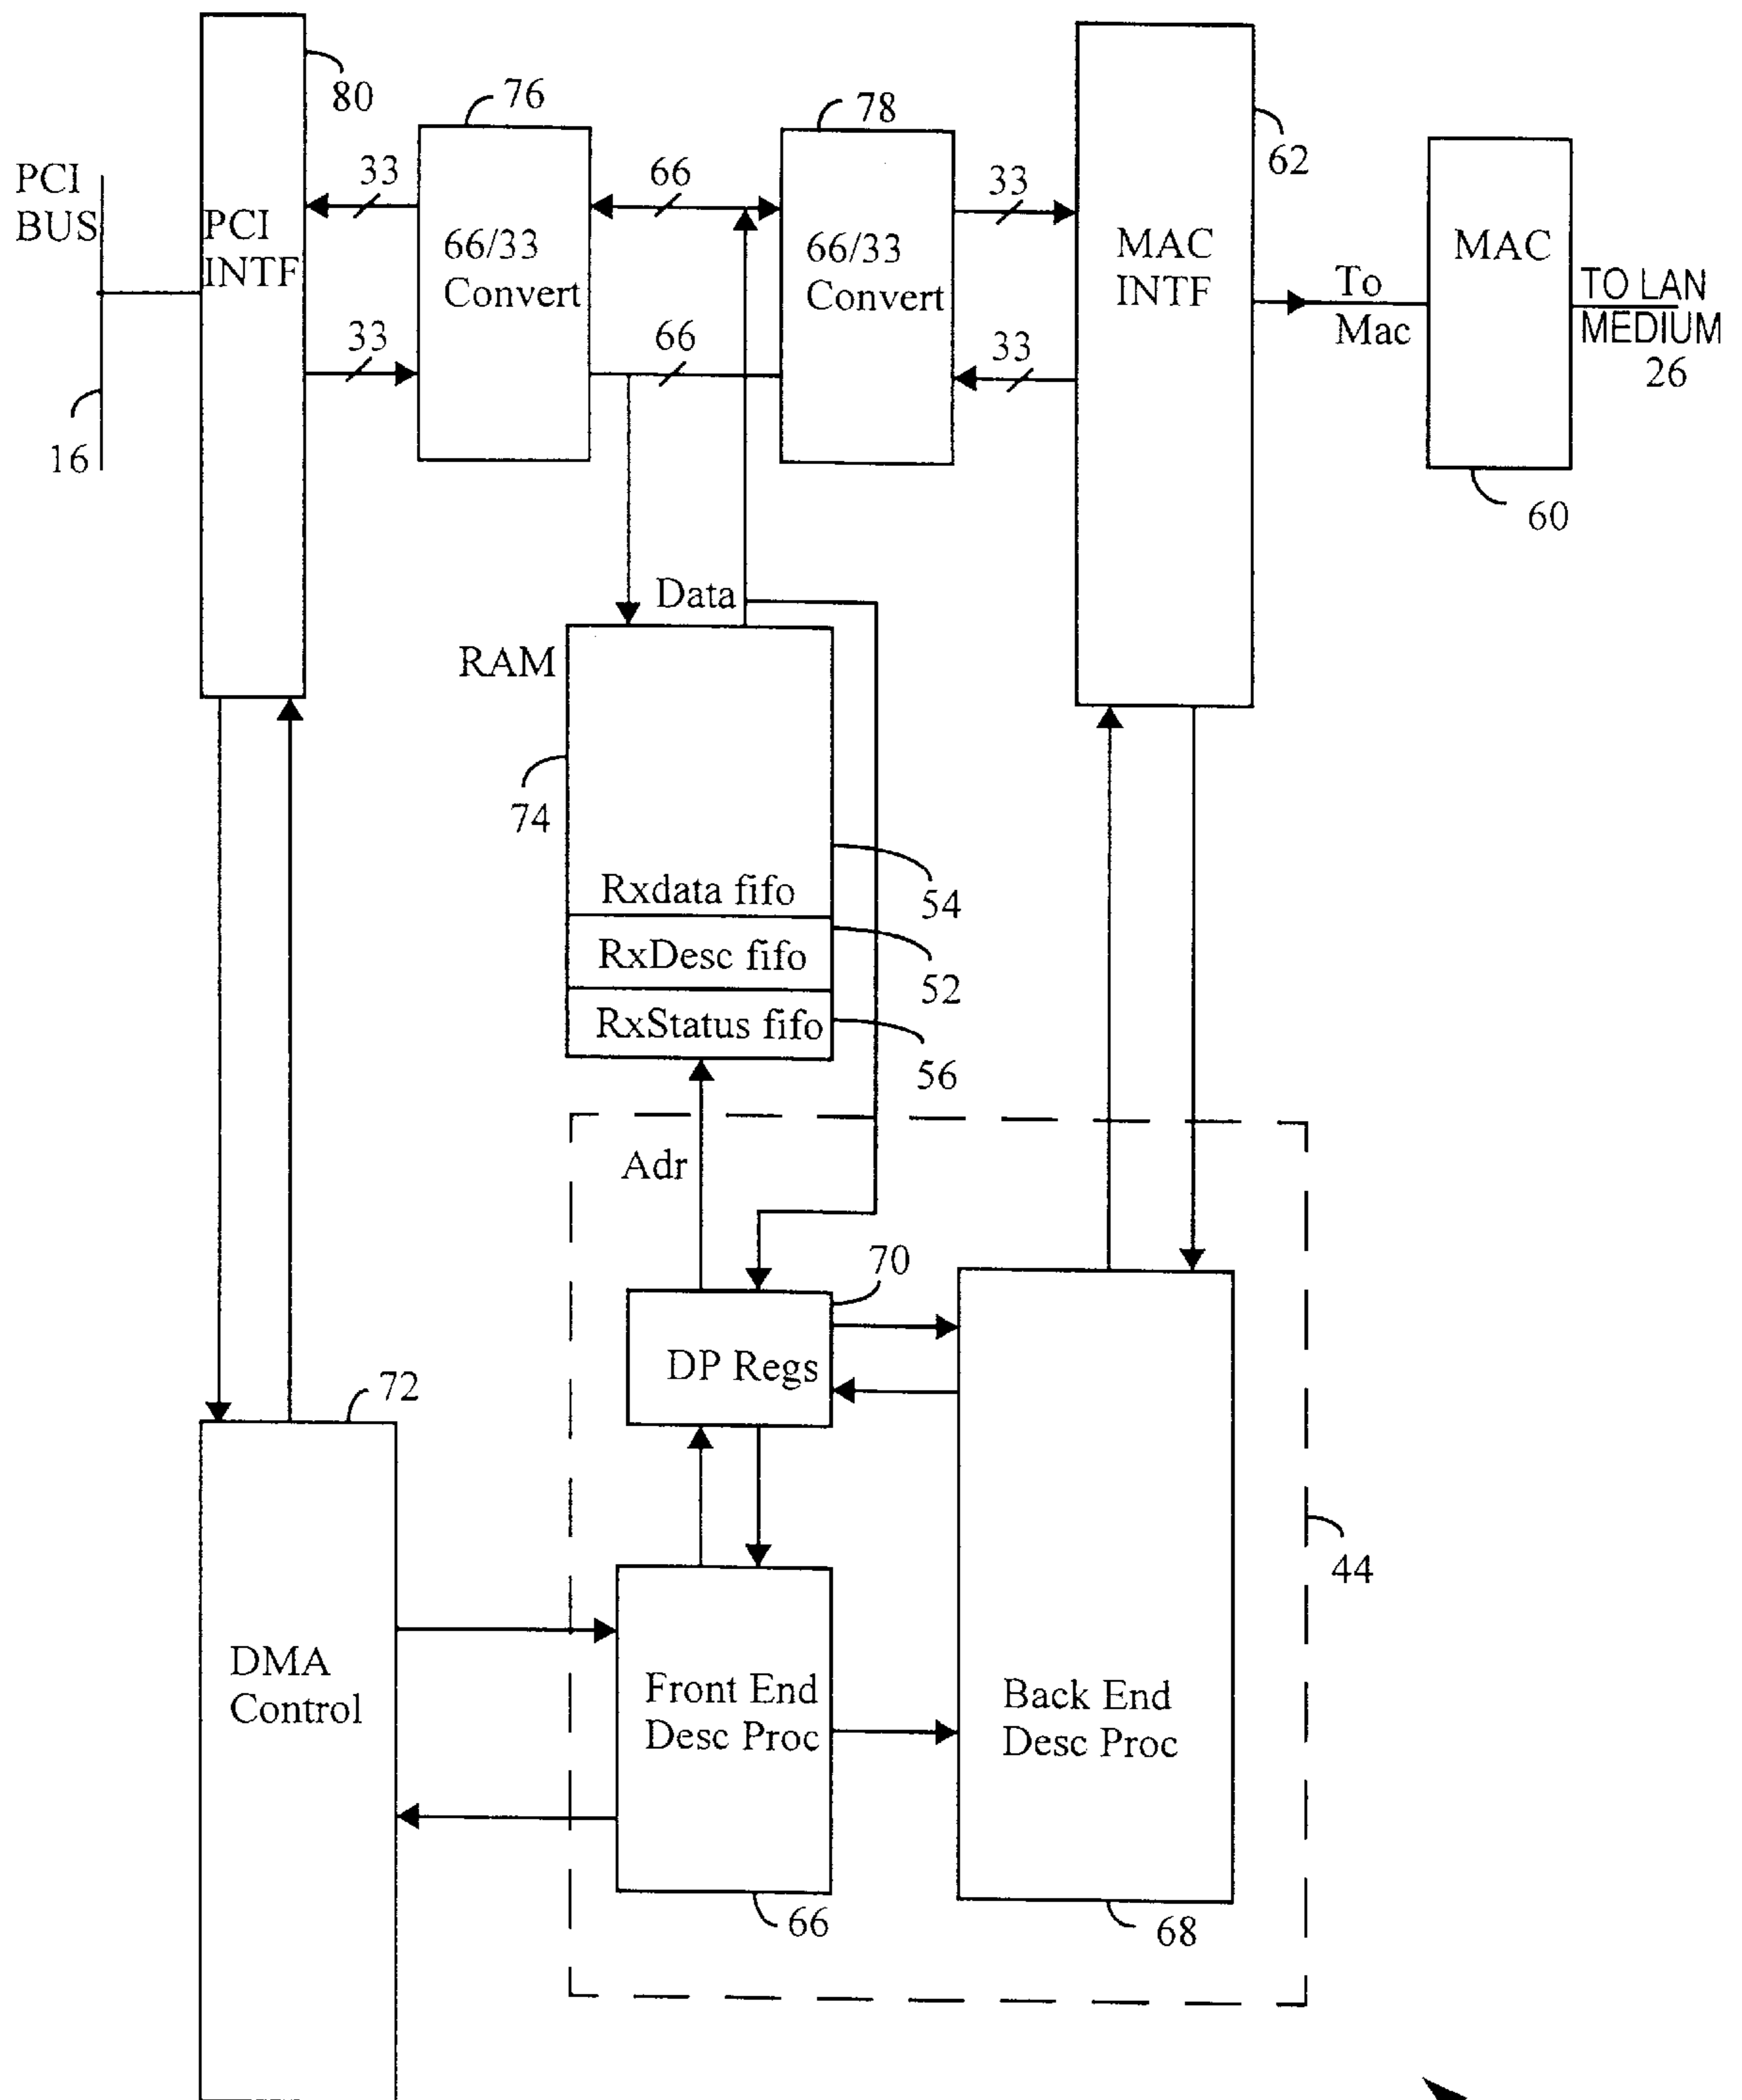 80
76
78
62
PCI
BUS
33
66
33
PCI
INTF
66/33
Convert
66/33
Convert
MAC
INTF
MAC
To
Mac
TO LAN
MEDIUM
26
33
66
33
16
60
Data
RAM
74
Rxdata fifo
54
RxDesc fifo
52
RxStatus fifo
56
Adr
70
DP Regs
72
44
DMA
Control
Front End
Desc Proc
Back End
Desc Proc
66
68